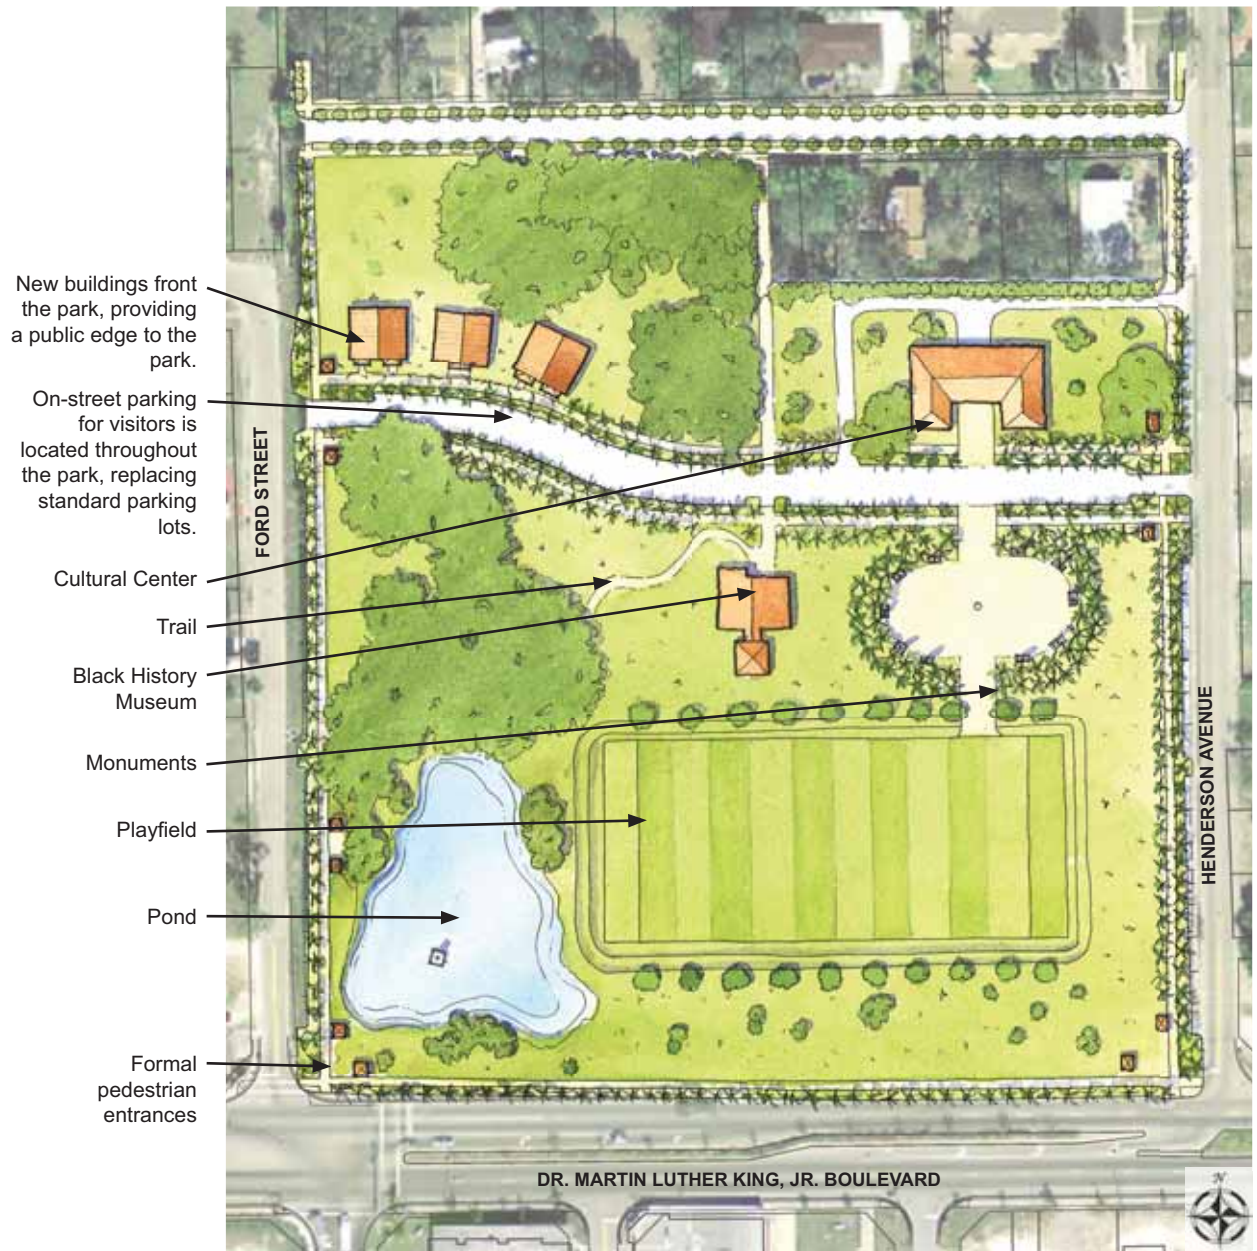 New buildings front
the park, providing
a public edge to the
park.
On-street parking
for visitors is
located throughout
the park, replacing
standard parking
lots.
Cultural Center
Trail
Black History
Museum
Monuments
Playfield
Pond
Formal
pedestrian
entrances
FORD STREET
HENDERSON AVENUE
DR. MARTIN LUTHER KING, JR. BOULEVARD
N